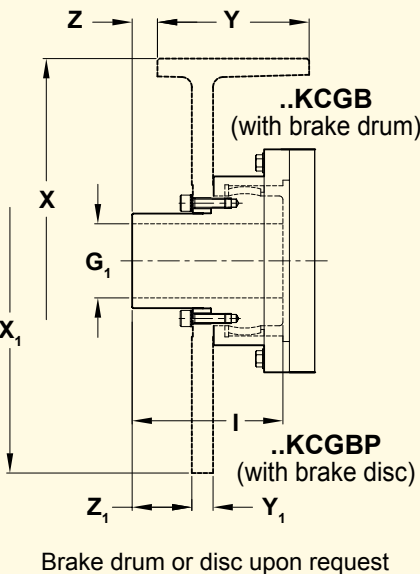 Z
Y
..KCGB
(with brake drum)
X
G₁
X₁
I
..KCGBP
(with brake disc)
Z₁
Y₁
Brake drum or disc upon request